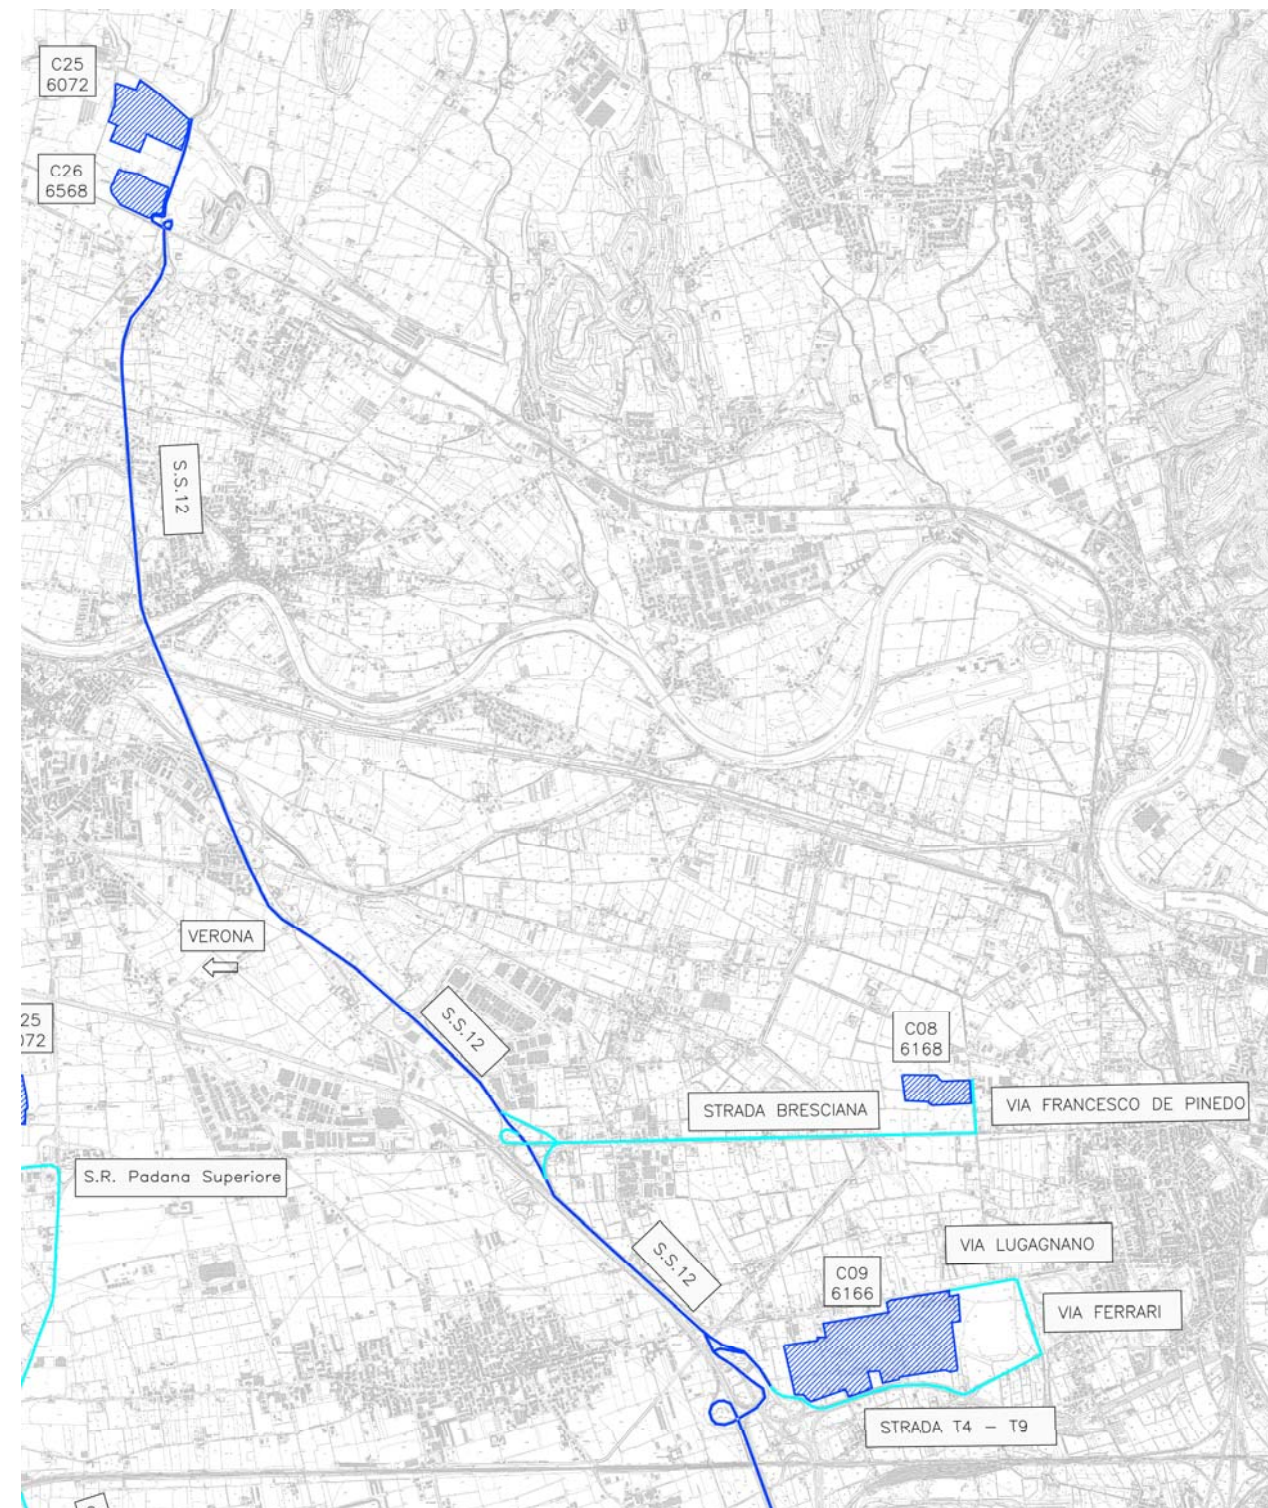 C25
6072
C26
6568
S.S.12
VERONA
S.S.12
25
072
C08
6168
STRADA BRESCIANA
VIA FRANCESCO DE PINEDO
S.R. Padana Superiore
S.S.12
VIA LUGAGNANO
C09
6166
VIA FERRARI
STRADA T4 - T9